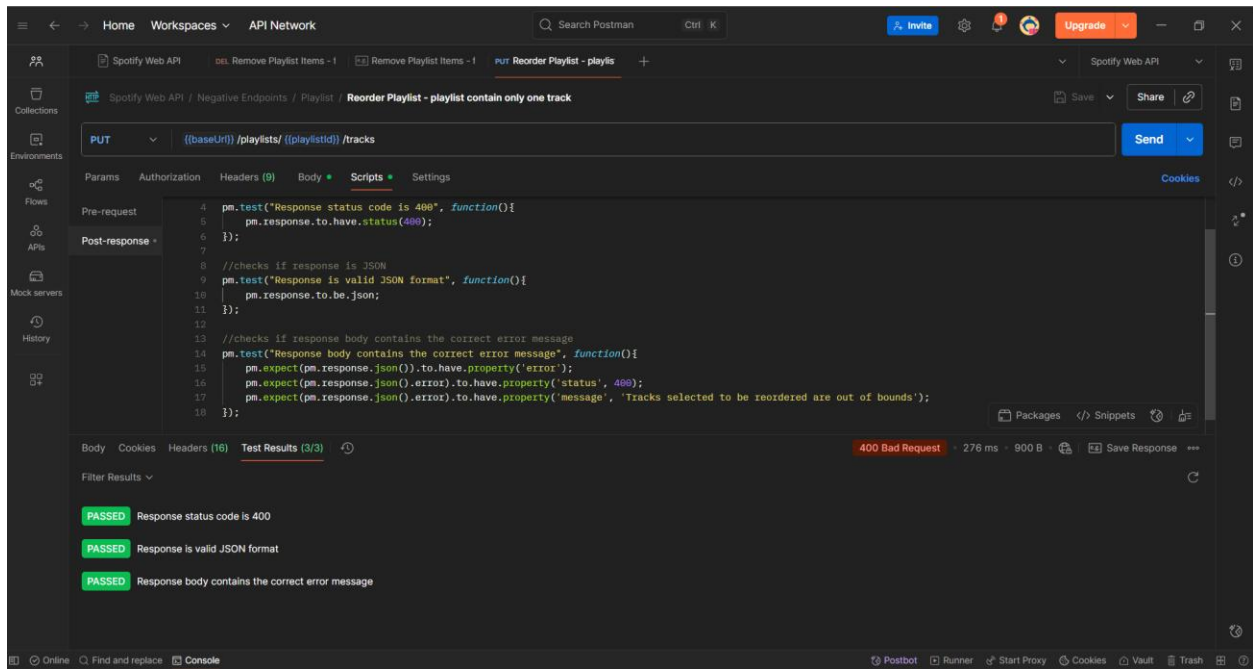 Home Workspaces API Network Search Postman Ctrl K Invite 1 Upgrade
Spotify Web API DEL Remove Playlist Items - 1 e.g. Remove Playlist Items - 1 PUT Reorder Playlist - playlis Spotify Web API
Collections
HTTP Spotify Web API / Negative Endpoints / Playlist / Reorder Playlist - playlist contain only one track Save Share
Environments
PUT {{baseUrl}} /playlists/ {{playlistId}} /tracks Send
Flows
Params Authorization Headers (9) Body Scripts Settings Cookies
APIs
Pre-request
Post-response
Mock servers
History
4 pm.test("Response status code is 400", function(){
5 pm.response.to.have.status(400);
6 });
7
8 //checks if response is JSON
9 pm.test("Response is valid JSON format", function(){
10 pm.response.to.be.json;
11 });
12
13 //checks if response body contains the correct error message
14 pm.test("Response body contains the correct error message", function(){
15 pm.expect(pm.response.json()).to.have.property('error');
16 pm.expect(pm.response.json().error).to.have.property('status', 400);
17 pm.expect(pm.response.json().error).to.have.property('message', 'Tracks selected to be reordered are out of bounds');
18 });
Packages </> Snippets
Body Cookies Headers (16) Test Results (3/3) 400 Bad Request 276 ms 900 B e.g. Save Response
Filter Results
PASSED Response status code is 400
PASSED Response is valid JSON format
PASSED Response body contains the correct error message
Online Find and replace Console Postbot Runner Start Proxy Cookies Vault Trash